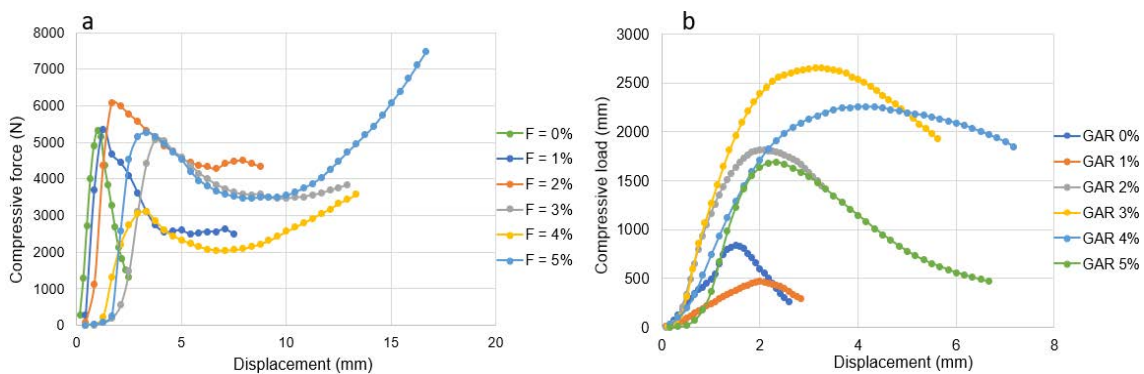 a
8000
7000
6000
5000
4000
3000
2000
1000
0
0 5 10 15 20
Compressive force (N)
Displacement (mm)
F = 0%
F = 1%
F = 2%
F = 3%
F = 4%
F = 5%
b
3000
2500
2000
1500
1000
500
0
0 2 4 6 8
Compressive load (mm)
Displacement (mm)
GAR 0%
GAR 1%
GAR 2%
GAR 3%
GAR 4%
GAR 5%